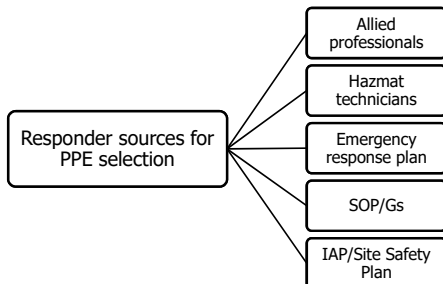 Responder sources for
PPE selection
Allied
professionals
Hazmat
technicians
Emergency
response plan
SOP/Gs
IAP/Site Safety
Plan